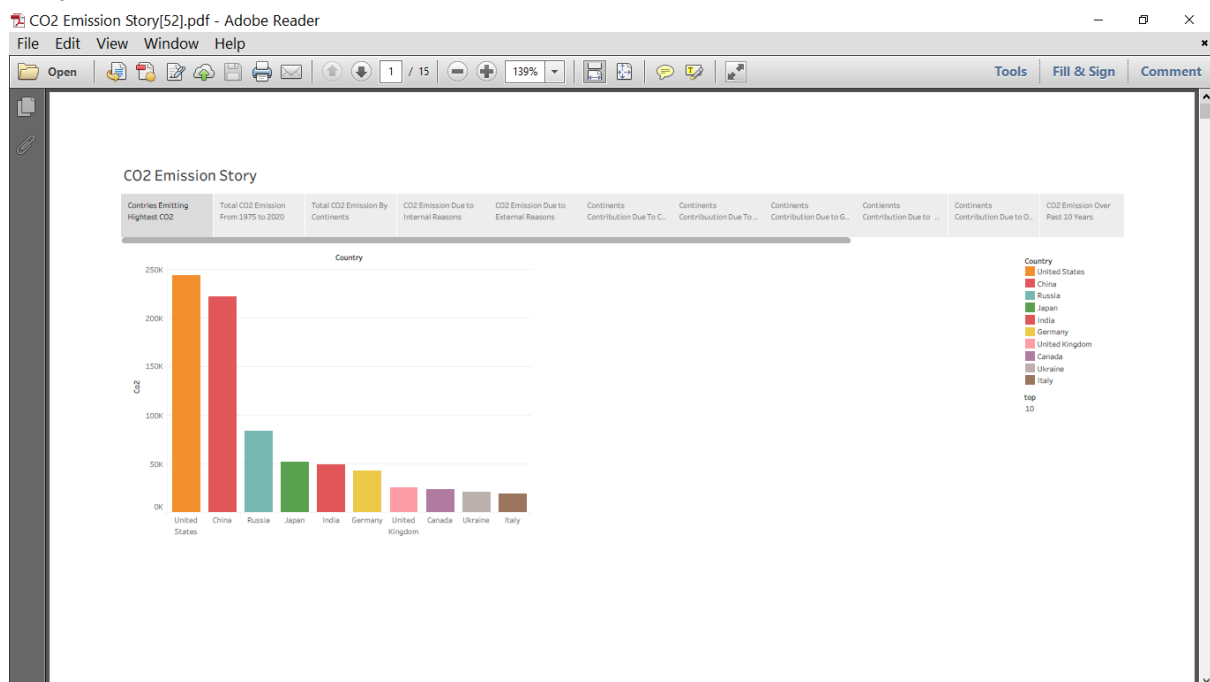 CO2 Emission Story[52].pdf - Adobe Reader
File Edit View Window Help
Open 1 / 15 139% Tools Fill & Sign Comment
CO2 Emission Story
Contries Emitting
Hightest CO2
Total CO2 Emission
From 1975 to 2020
Total CO2 Emission By
Continents
CO2 Emission Due to
Internal Reasons
CO2 Emission Due to
External Reasons
Continents
Contribution Due To C..
Continents
Contribuution Due To ..
Continents
Contribution Due to G..
Contiennts
Contribution Due to ..
Continents
Contribution Due to O..
CO2 Emission Over
Past 10 Years
Country
250K
200K
150K
100K
50K
0K
Co2
United
States
China
Russia
Japan
India
Germany
United
Kingdom
Canada
Ukraine
Italy
Country
United States
China
Russia
Japan
India
Germany
United Kingdom
Canada
Ukraine
Italy
top
10